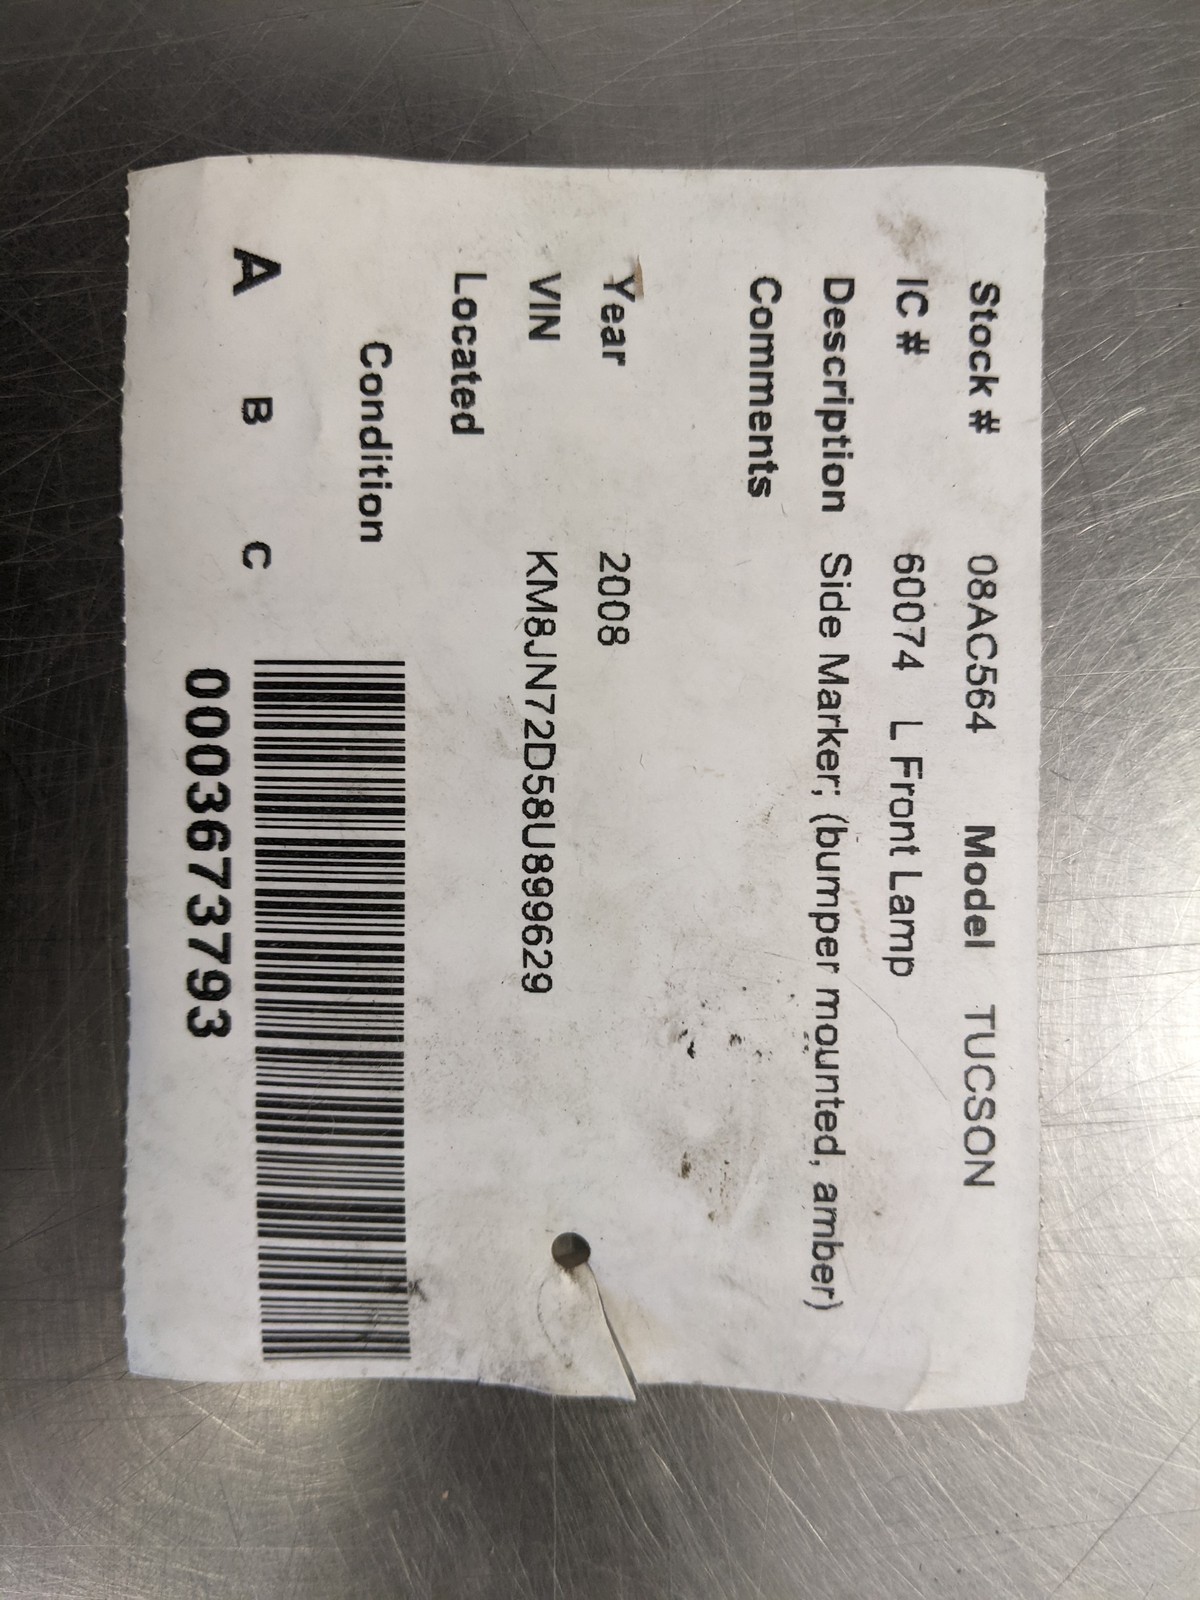 Stock # 08AC564 Model TUCSON
IC # 60074 L Front Lamp
Description Side Marker; (bumper mounted, amber)
Comments
Year 2008
VIN KM8JN72D58U899629
Located
Condition
A B C
0003673793